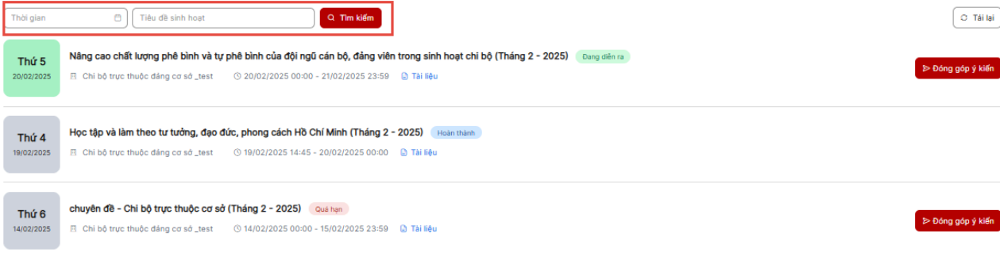 Thời gian Tiêu đề sinh hoạt Tìm kiếm Tải lại
Thứ 5
20/02/2025
Nâng cao chất lượng phê bình và tự phê bình của đội ngũ cán bộ, đảng viên trong sinh hoạt chi bộ (Tháng 2 - 2025) Đang diễn ra
Chi bộ trực thuộc đảng cơ sở _test 20/02/2025 00:00 - 21/02/2025 23:59 Tài liệu
Đóng góp ý kiến
Thứ 4
19/02/2025
Học tập và làm theo tư tưởng, đạo đức, phong cách Hồ Chí Minh (Tháng 2 - 2025) Hoàn thành
Chi bộ trực thuộc đảng cơ sở _test 19/02/2025 14:45 - 20/02/2025 00:00 Tài liệu
Thứ 6
14/02/2025
chuyên đề - Chi bộ trực thuộc cơ sở (Tháng 2 - 2025) Quá hạn
Chi bộ trực thuộc đảng cơ sở _test 14/02/2025 00:00 - 15/02/2025 23:59 Tài liệu
Đóng góp ý kiến